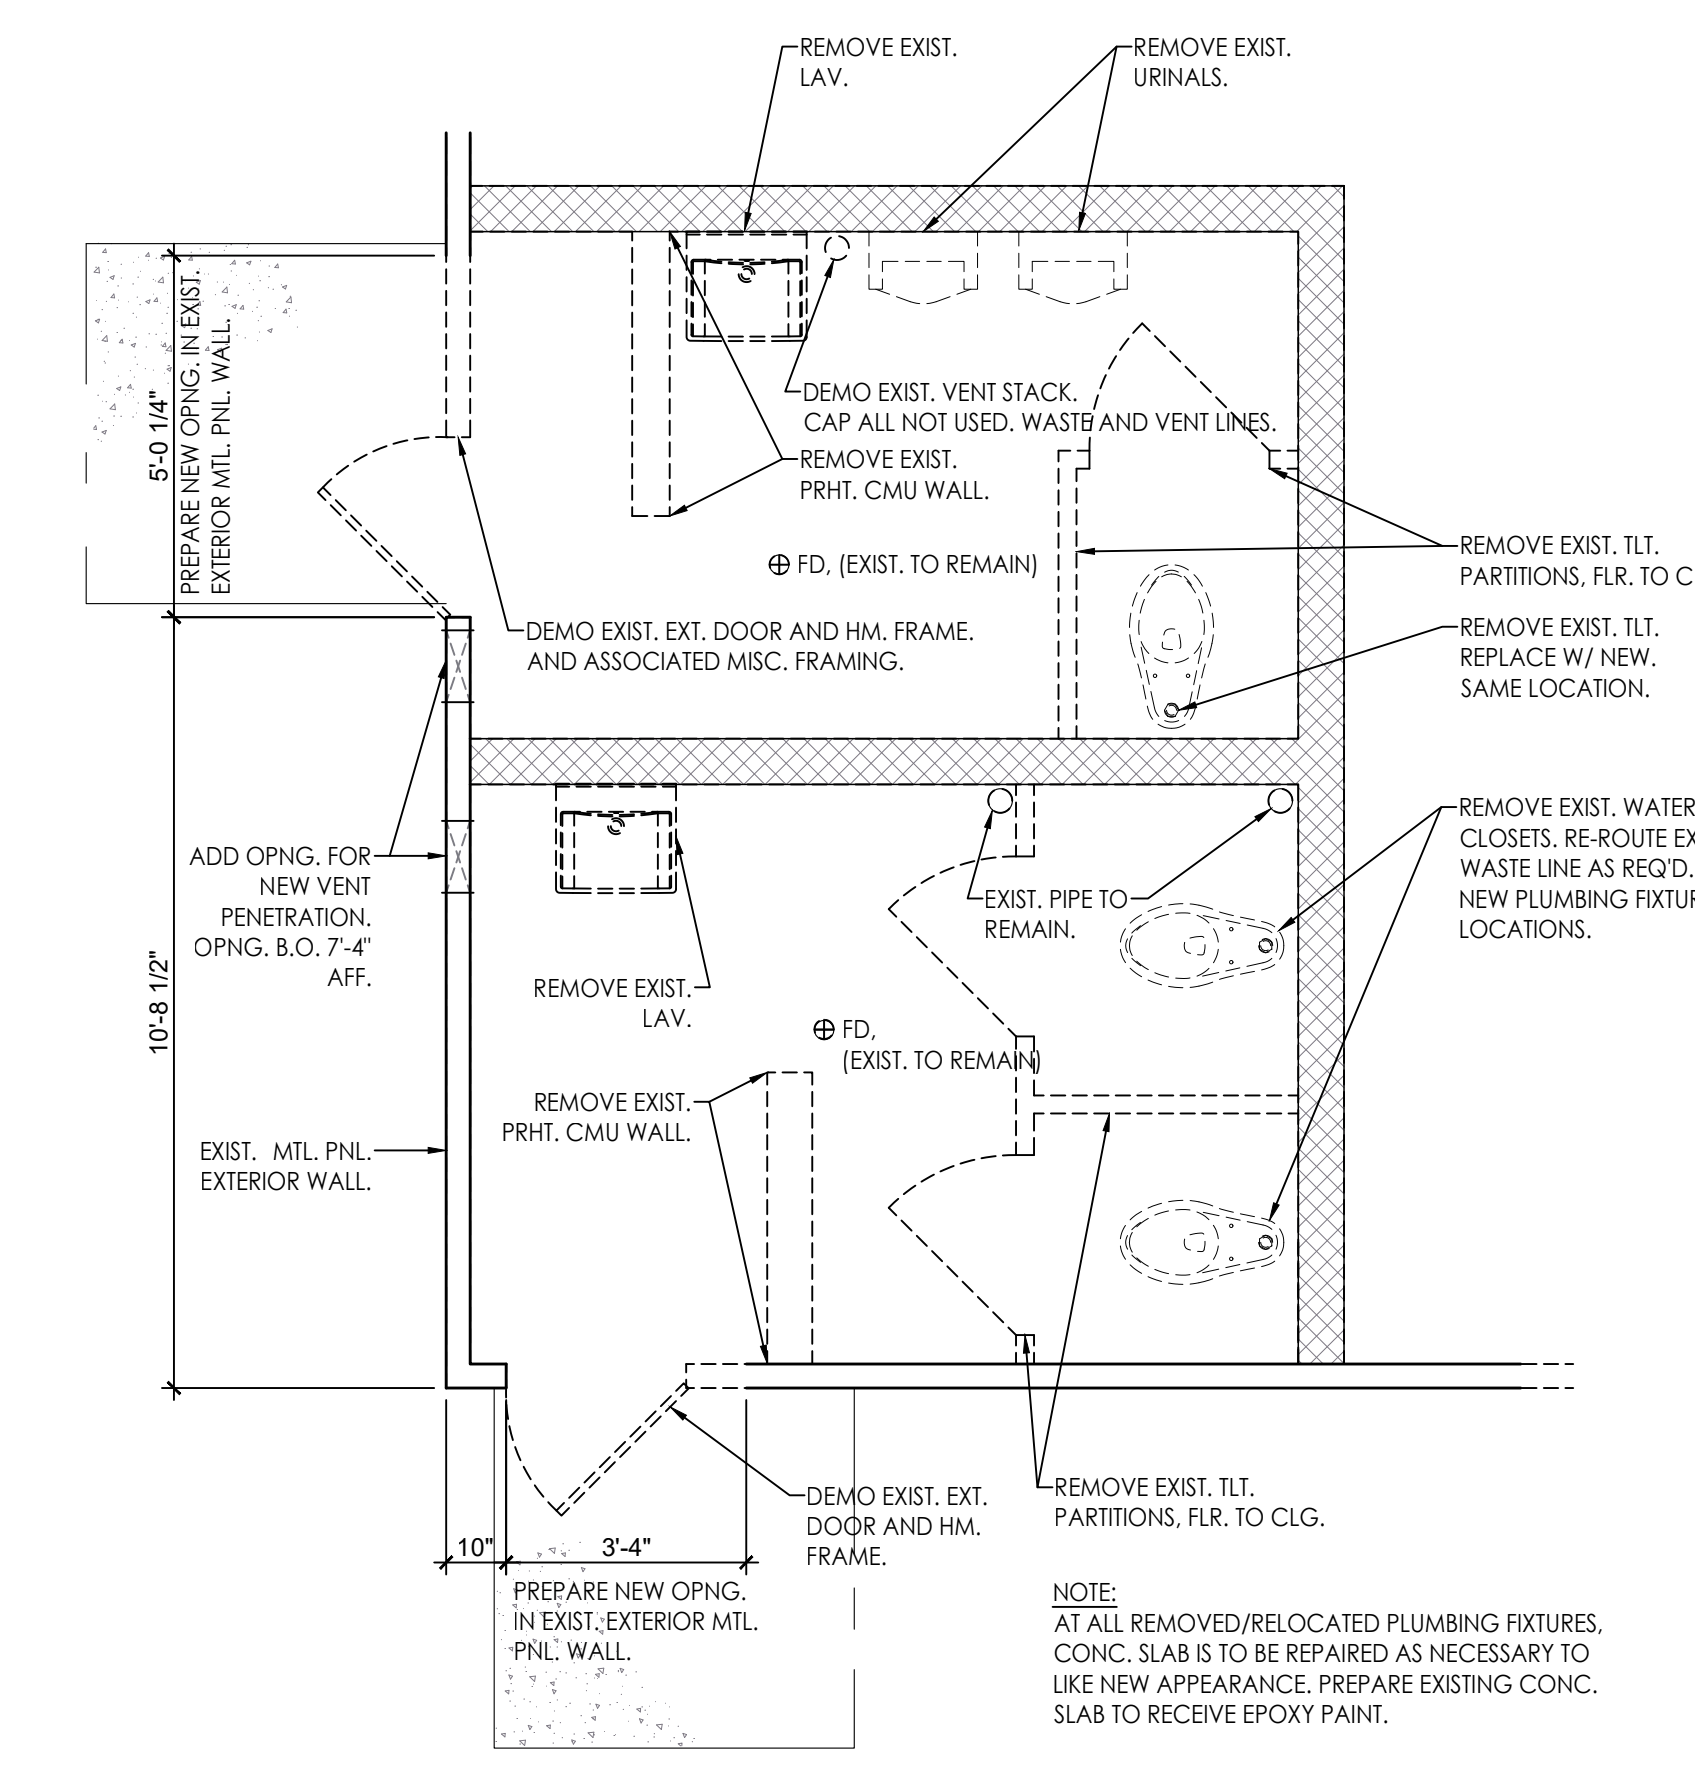 REMOVE EXIST.
LAV.
REMOVE EXIST.
URINALS.
PREPARE NEW OPNG. IN EXIST.
EXTERIOR MTL. PNL. WALL.
5'-0 1/4"
DEMO EXIST. VENT STACK.
CAP ALL NOT USED. WASTE AND VENT LINES.
REMOVE EXIST.
PRHT. CMU WALL.
FD, (EXIST. TO REMAIN)
REMOVE EXIST. TLT.
PARTITIONS, FLR. TO C
DEMO EXIST. EXT. DOOR AND HM. FRAME.
AND ASSOCIATED MISC. FRAMING.
REMOVE EXIST. TLT.
REPLACE W/ NEW.
SAME LOCATION.
ADD OPNG. FOR
NEW VENT
PENETRATION.
OPNG. B.O. 7'-4"
AFF.
10'-8 1/2"
REMOVE EXIST. WATER
CLOSETS. RE-ROUTE EX
WASTE LINE AS REQ'D.
NEW PLUMBING FIXTUR
LOCATIONS.
EXIST. PIPE TO
REMAIN.
REMOVE EXIST.
LAV.
FD,
(EXIST. TO REMAIN)
REMOVE EXIST.
PRHT. CMU WALL.
EXIST. MTL. PNL.
EXTERIOR WALL.
DEMO EXIST. EXT.
DOOR AND HM.
FRAME.
REMOVE EXIST. TLT.
PARTITIONS, FLR. TO CLG.
10"
3'-4"
PREPARE NEW OPNG.
IN EXIST. EXTERIOR MTL.
PNL. WALL.
NOTE:
AT ALL REMOVED/RELOCATED PLUMBING FIXTURES,
CONC. SLAB IS TO BE REPAIRED AS NECESSARY TO
LIKE NEW APPEARANCE. PREPARE EXISTING CONC.
SLAB TO RECEIVE EPOXY PAINT.